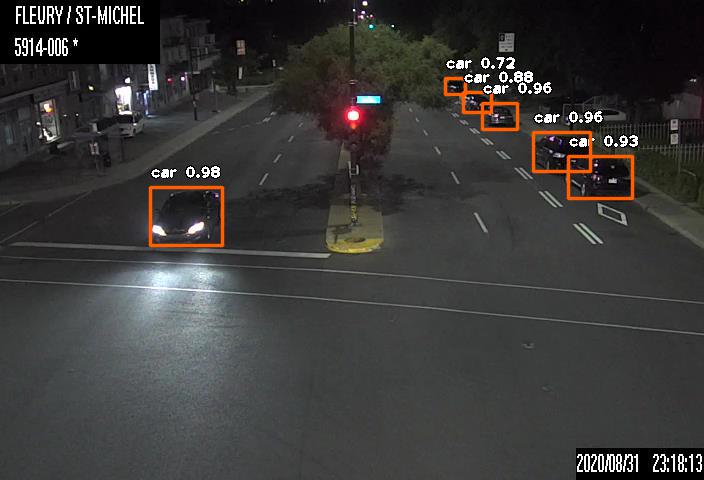 FLEURY / ST-MICHEL
5914-006 *
car 0.72
car 0.88
car 0.96
car 0.96
car 0.93
car 0.98
2020/08/31 23:18:13